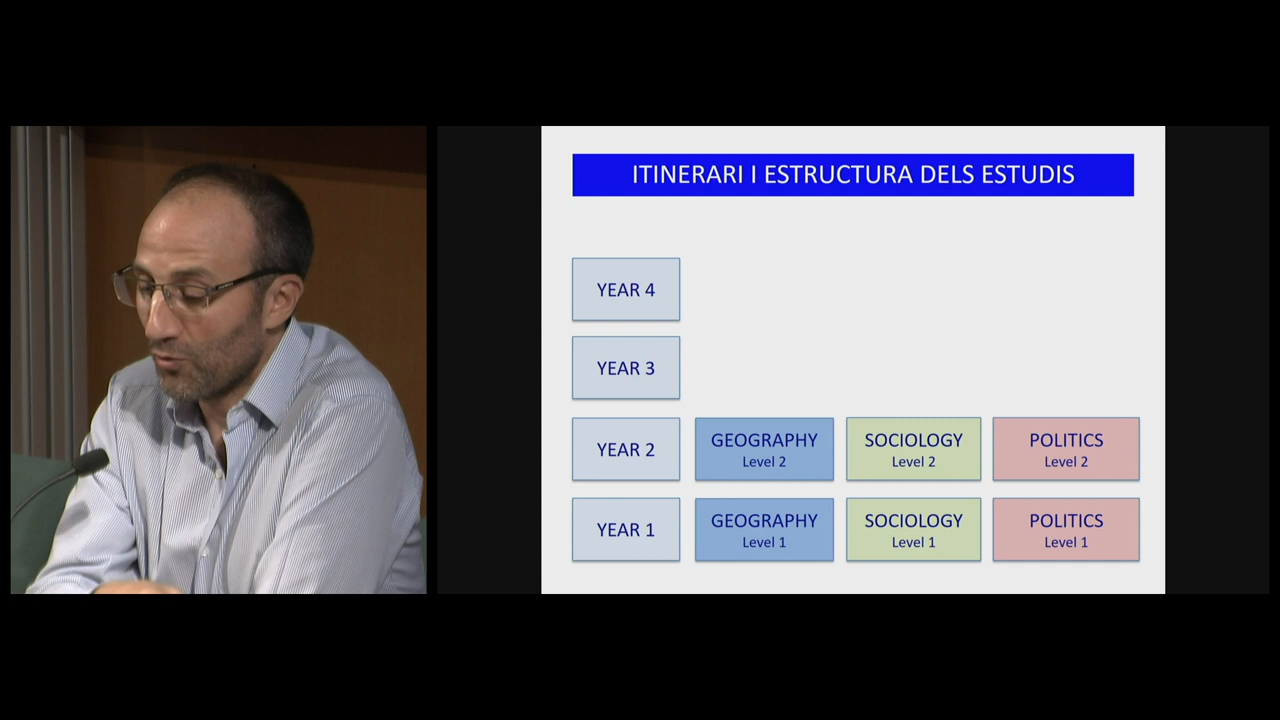 ITINERARI I ESTRUCTURA DELS ESTUDIS
YEAR 4
YEAR 3
YEAR 2
GEOGRAPHY
Level 2
SOCIOLOGY
Level 2
POLITICS
Level 2
YEAR 1
GEOGRAPHY
Level 1
SOCIOLOGY
Level 1
POLITICS
Level 1